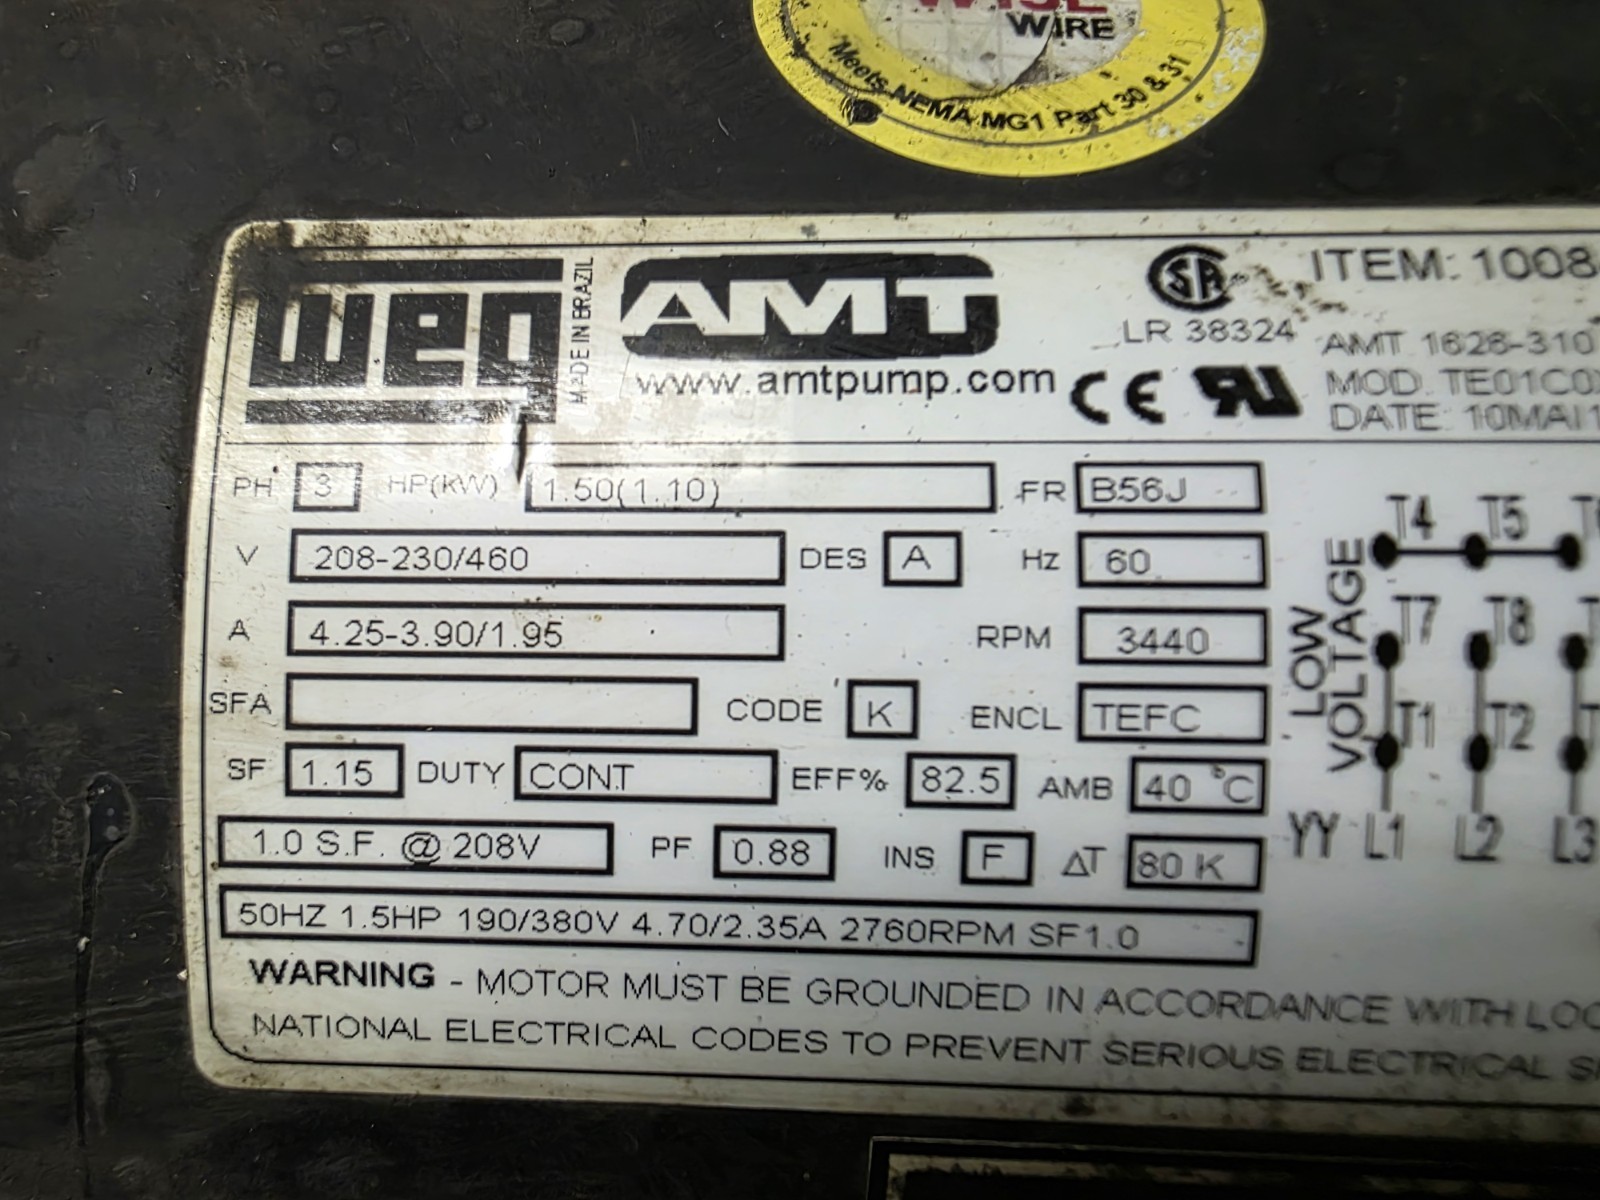 WISE
WIRE
Meets NEMA MG1 Part 30 & 31
weg
MADE IN BRAZIL
AMT
www.amtpump.com
LR 38324
ITEM: 1008
AMT 1626-310
MOD. TE01C0X
DATE: 10MAI1
PH 3 HP(kW) 1.50(1.10) FR B56J
V 208-230/460 DES A Hz 60
A 4.25-3.90/1.95 RPM 3440
SFA CODE K ENCL TEFC
SF 1.15 DUTY CONT EFF% 82.5 AMB 40 °C
1.0 S.F. @ 208V PF 0.88 INS F ΔT 80 K
50HZ 1.5HP 190/380V 4.70/2.35A 2760RPM SF1.0
WARNING - MOTOR MUST BE GROUNDED IN ACCORDANCE WITH LOC
NATIONAL ELECTRICAL CODES TO PREVENT SERIOUS ELECTRICAL S
LOW
VOLTAGE
T4 T5
T7 T8
T1 T2
YY L1 L2 L3